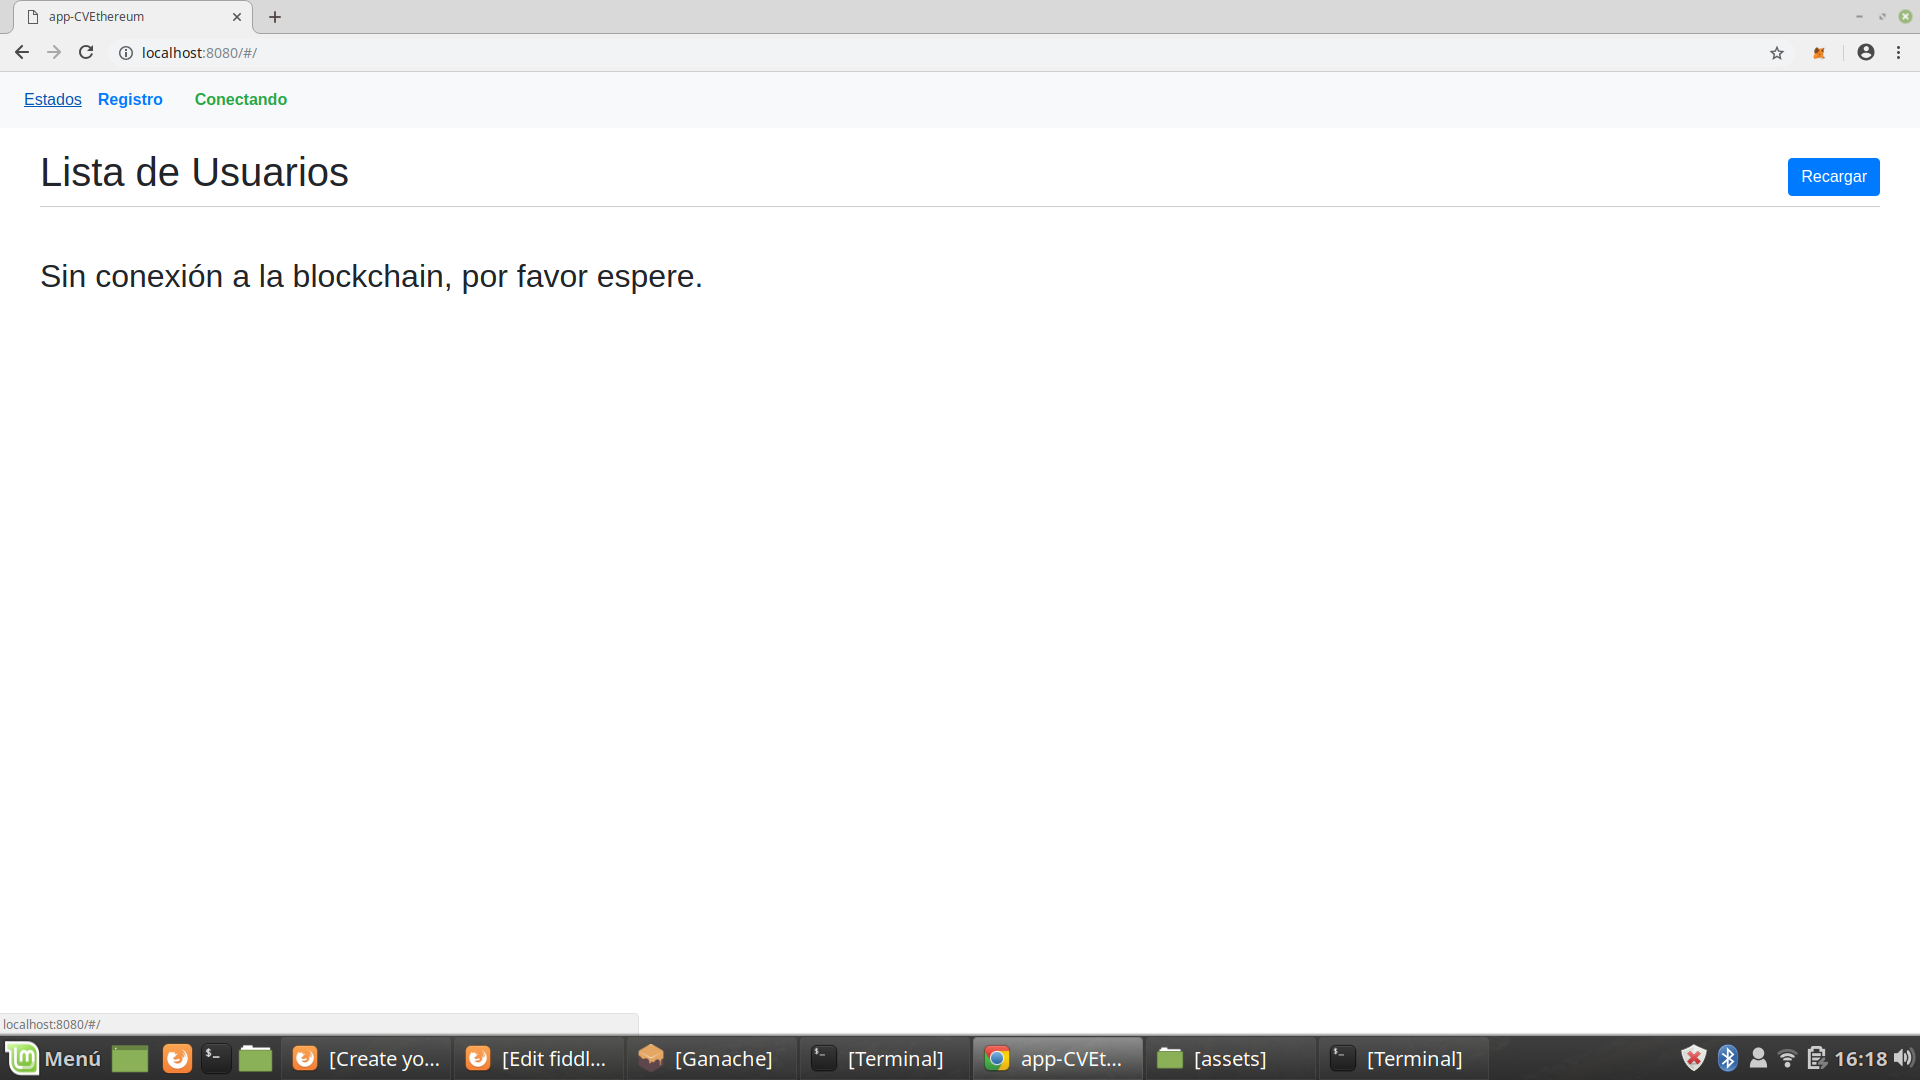 app-CVEthereum
localhost:8080/#/
Estados Registro Conectando
Lista de Usuarios
Recargar
Sin conexión a la blockchain, por favor espere.
localhost:8080/#/
Menú $_ [Create yo... [Edit fiddl... [Ganache] [Terminal] app-CVEt... [assets] [Terminal] 16:18